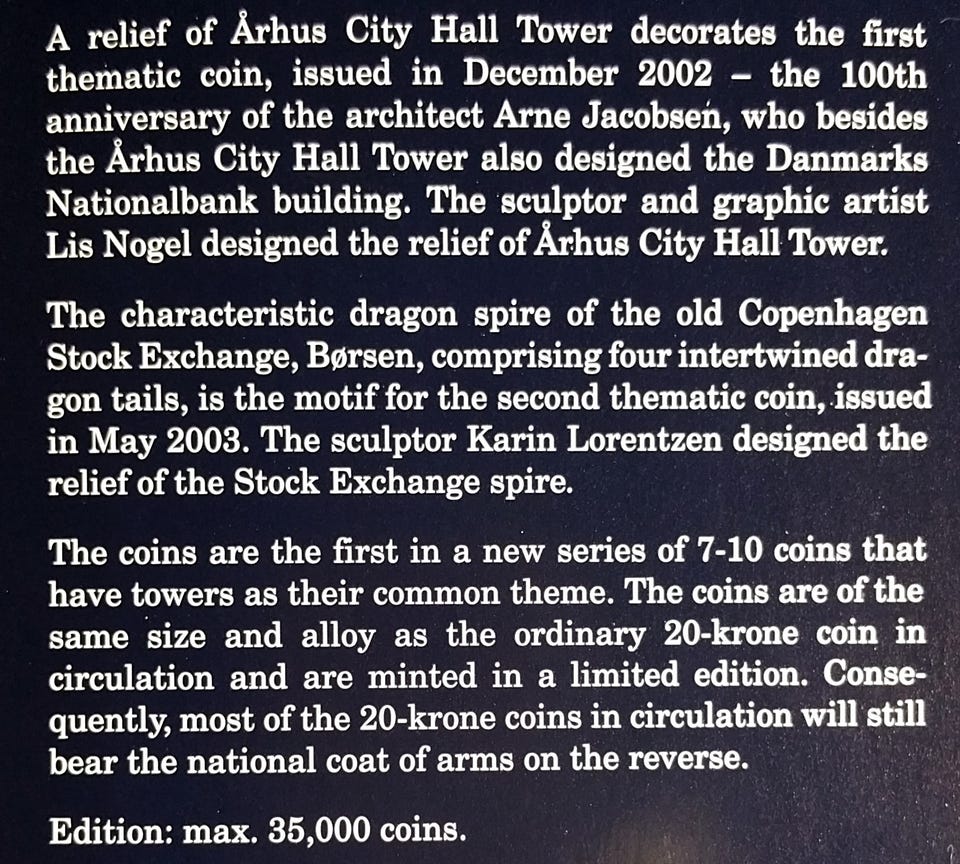 A relief of Århus City Hall Tower decorates the first
thematic coin, issued in December 2002 – the 100th
anniversary of the architect Arne Jacobsen, who besides
the Århus City Hall Tower also designed the Danmarks
Nationalbank building. The sculptor and graphic artist
Lis Nogel designed the relief of Århus City Hall Tower.
The characteristic dragon spire of the old Copenhagen
Stock Exchange, Børsen, comprising four intertwined dra-
gon tails, is the motif for the second thematic coin, issued
in May 2003. The sculptor Karin Lorentzen designed the
relief of the Stock Exchange spire.
The coins are the first in a new series of 7-10 coins that
have towers as their common theme. The coins are of the
same size and alloy as the ordinary 20-krone coin in
circulation and are minted in a limited edition. Conse-
quently, most of the 20-krone coins in circulation will still
bear the national coat of arms on the reverse.
Edition: max. 35,000 coins.